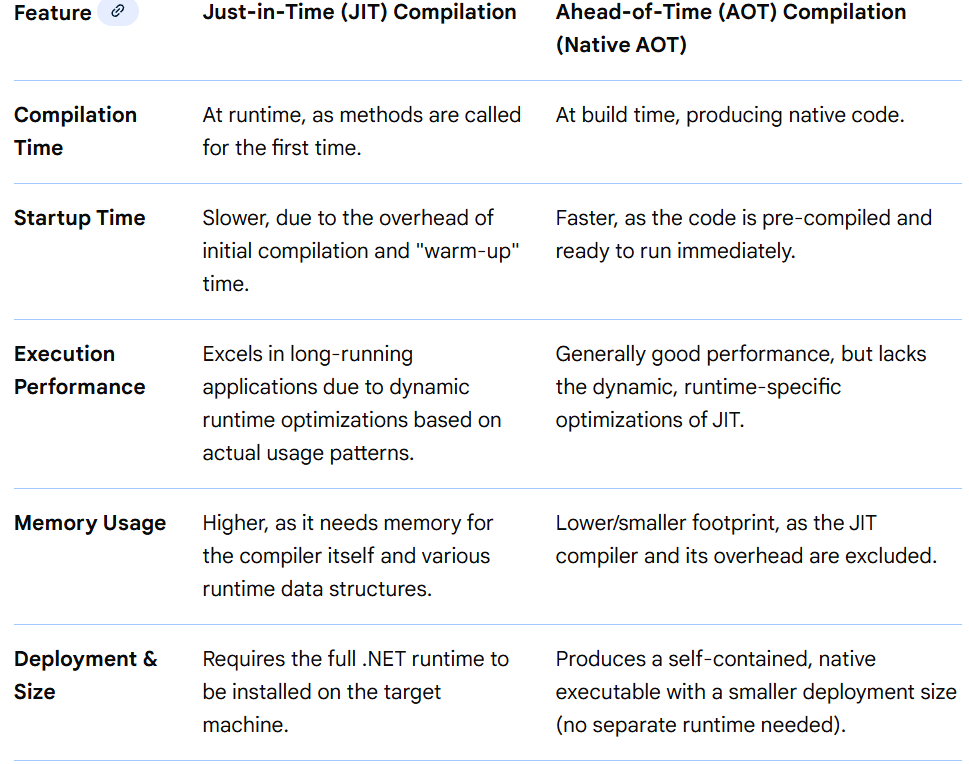 Feature Just-in-Time (JIT) Compilation Ahead-of-Time (AOT) Compilation
(Native AOT)
Compilation At runtime, as methods are called At build time, producing native code.
Time for the first time.
Startup Time Slower, due to the overhead of Faster, as the code is pre-compiled and
initial compilation and "warm-up" ready to run immediately.
time.
Execution Excels in long-running Generally good performance, but lacks
Performance applications due to dynamic the dynamic, runtime-specific
runtime optimizations based on optimizations of JIT.
actual usage patterns.
Memory Usage Higher, as it needs memory for Lower/smaller footprint, as the JIT
the compiler itself and various compiler and its overhead are excluded.
runtime data structures.
Deployment & Requires the full .NET runtime to Produces a self-contained, native
Size be installed on the target executable with a smaller deployment size
machine. (no separate runtime needed).